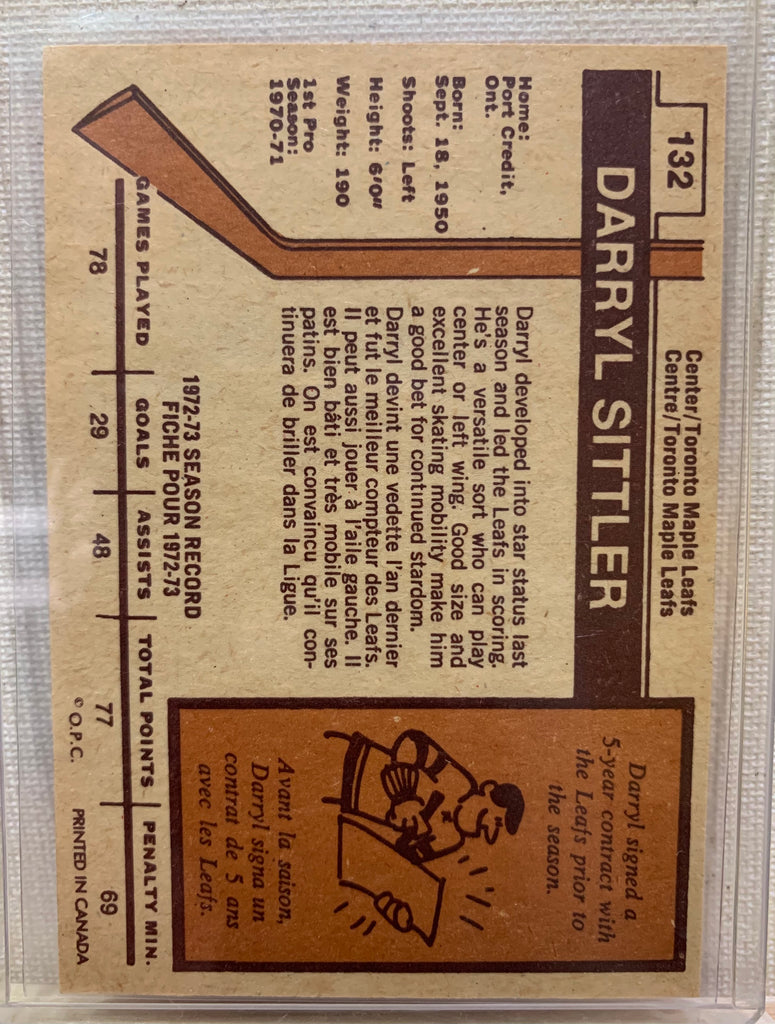 132
Center/Toronto Maple Leafs
Centre/Toronto Maple Leafs
DARRYL SITTLER
Home:
Port Credit,
Ont.
Born:
Sept. 18, 1950
Shoots: Left
Height: 6'0"
Weight: 190
1st Pro
Season:
1970-71
Darryl developed into star status last
season and led the Leafs in scoring.
He's a versatile sort who can play
center or left wing. Good size and
excellent skating mobility make him
a good bet for continued stardom.
Darryl devint une vedette l'an dernier
et fut le meilleur compteur des Leafs.
Il peut aussi jouer à l'aile gauche. Il
est bien bâti et très mobile sur ses
patins. On est convaincu qu'il con-
tinuera de briller dans la Ligue.
Darryl signed a
5-year contract with
the Leafs prior to
the season.
Avant la saison,
Darryl signa un
contrat de 5 ans
avec les Leafs.
1972-73 SEASON RECORD
FICHE POUR 1972-73
GAMES PLAYED GOALS ASSISTS TOTAL POINTS PENALTY MIN.
78 29 48 77 69
© O.P.C. PRINTED IN CANADA